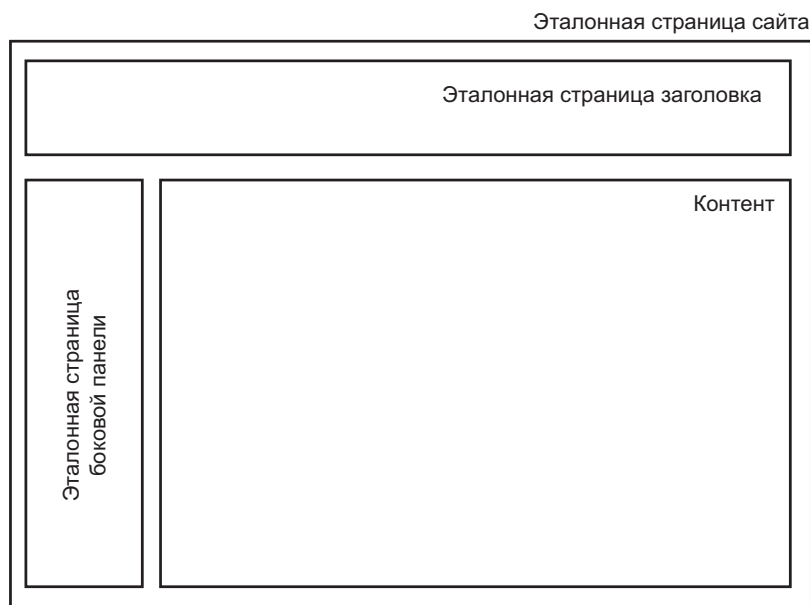 Эталонная страница сайта
Эталонная страница заголовка
Контент
Эталонная страница
боковой панели